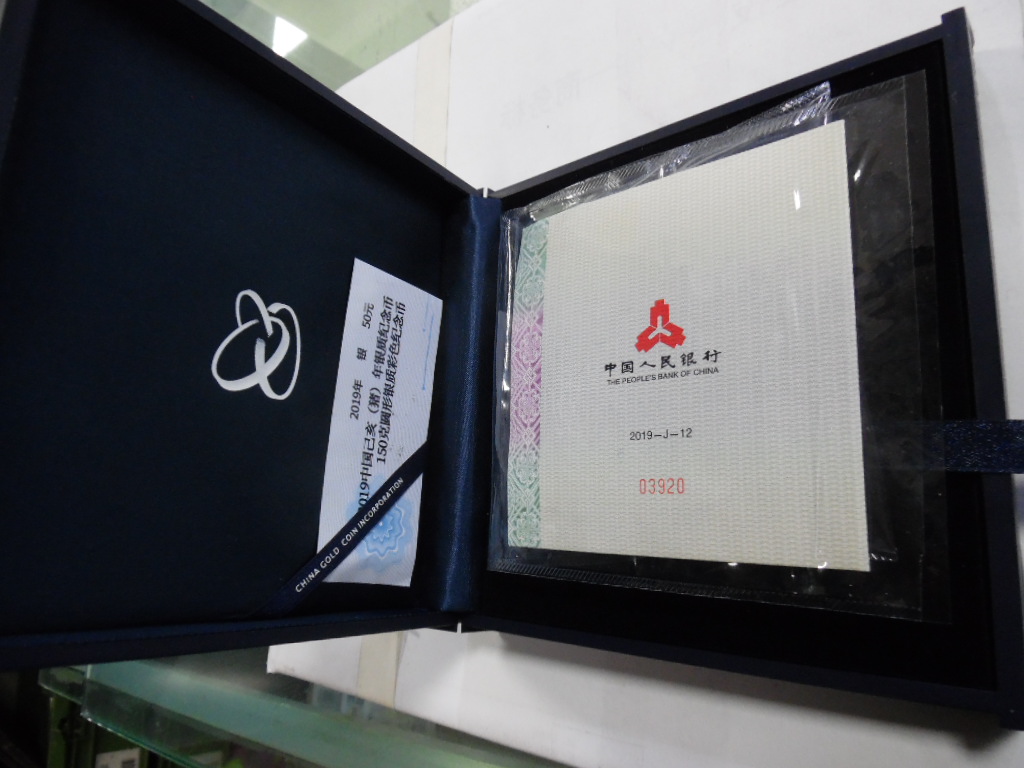 2019年 银 50元
2019中国己亥（猪）年银质纪念币
150克圆形银质彩色纪念币
CHINA GOLD COIN INCORPORATION
中国人民银行
THE PEOPLE'S BANK OF CHINA
2019-J-12
03920